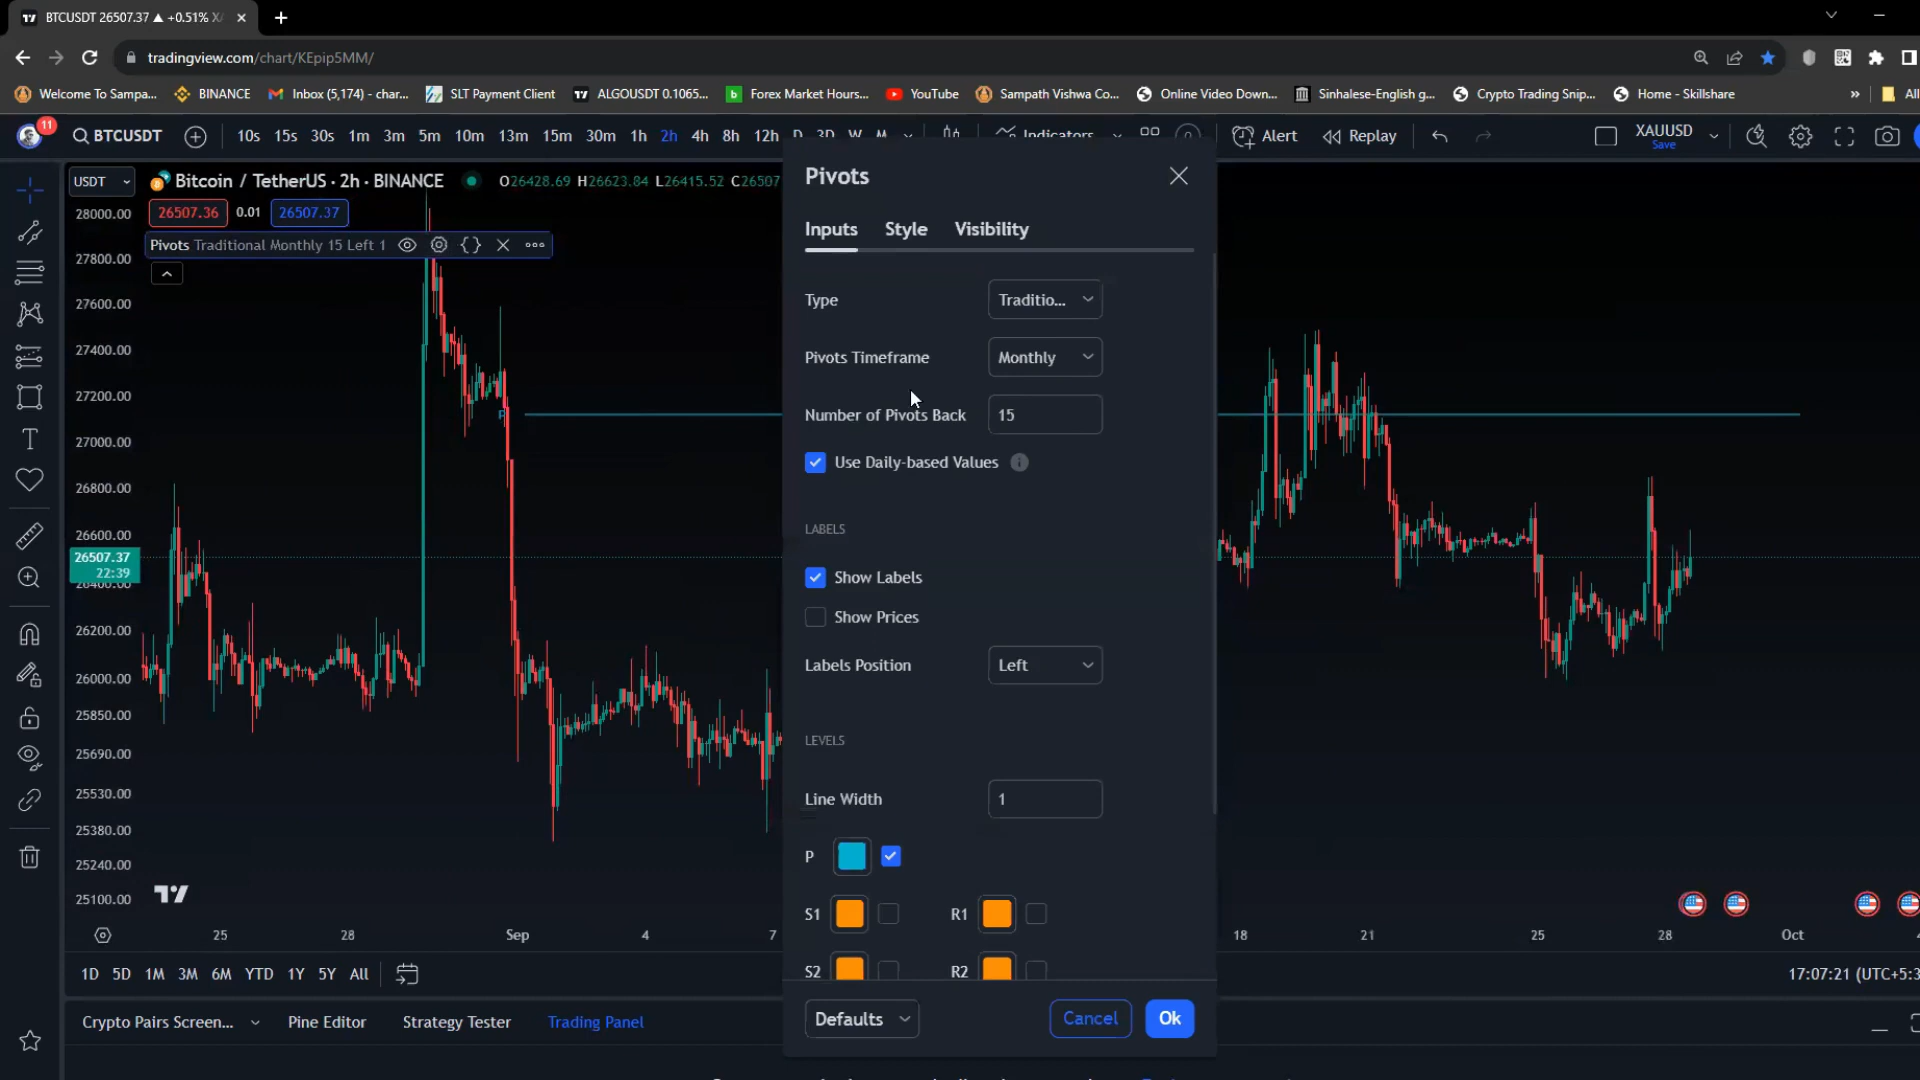 BTCUSDT 26507.37 ▲ +0.51% XA
tradingview.com/chart/KEpip5MM/
Welcome To Sampa... BINANCE Inbox (5,174) - char... SLT Payment Client ALGOUSDT 0.1065... Forex Market Hours... YouTube Sampath Vishwa Co... Online Video Down... Sinhalese-English g... Crypto Trading Snip... Home - Skillshare » All
11 BTCUSDT 10s 15s 30s 1m 3m 5m 10m 13m 15m 30m 1h 2h 4h 8h 12h D 3D W M Indicators Alert Replay XAUUSD
Save
USDT Bitcoin / TetherUS · 2h · BINANCE O26428.69 H26623.84 L26415.52 C26507
26507.36 0.01 26507.37
Pivots Traditional Monthly 15 Left 1
28000.00
27800.00
27600.00
27400.00
27200.00
27000.00
26800.00
26600.00
26507.37
22:39
26400.00
26200.00
26000.00
25850.00
25690.00
25530.00
25380.00
25240.00
25100.00
P
Pivots
Inputs Style Visibility
Type Traditio...
Pivots Timeframe Monthly
Number of Pivots Back 15
Use Daily-based Values
LABELS
Show Labels
Show Prices
Labels Position Left
LEVELS
Line Width 1
P
S1 R1
S2 R2
Defaults Cancel Ok
25 28 Sep 4 7 18 21 25 28 Oct
1D 5D 1M 3M 6M YTD 1Y 5Y All 17:07:21 (UTC+5:3
Crypto Pairs Screen... Pine Editor Strategy Tester Trading Panel